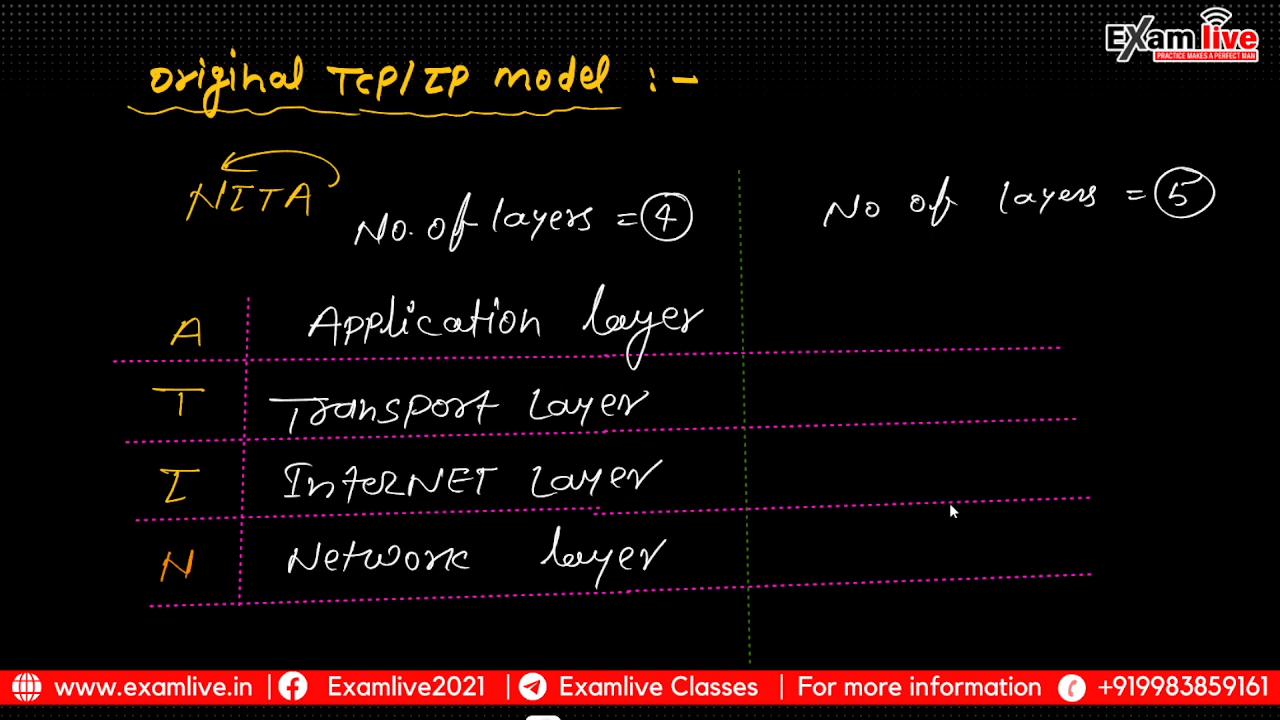 Exam live
PRACTICE MAKES A PERFECT MAN
Original TCP/IP model :-
NITA
No. of layers = 4
No of layers = 5
A Application layer
T Transport Layer
I InterNET Layer
N Network layer
www.examlive.in | Examlive2021 | Examlive Classes | For more information +919983859161